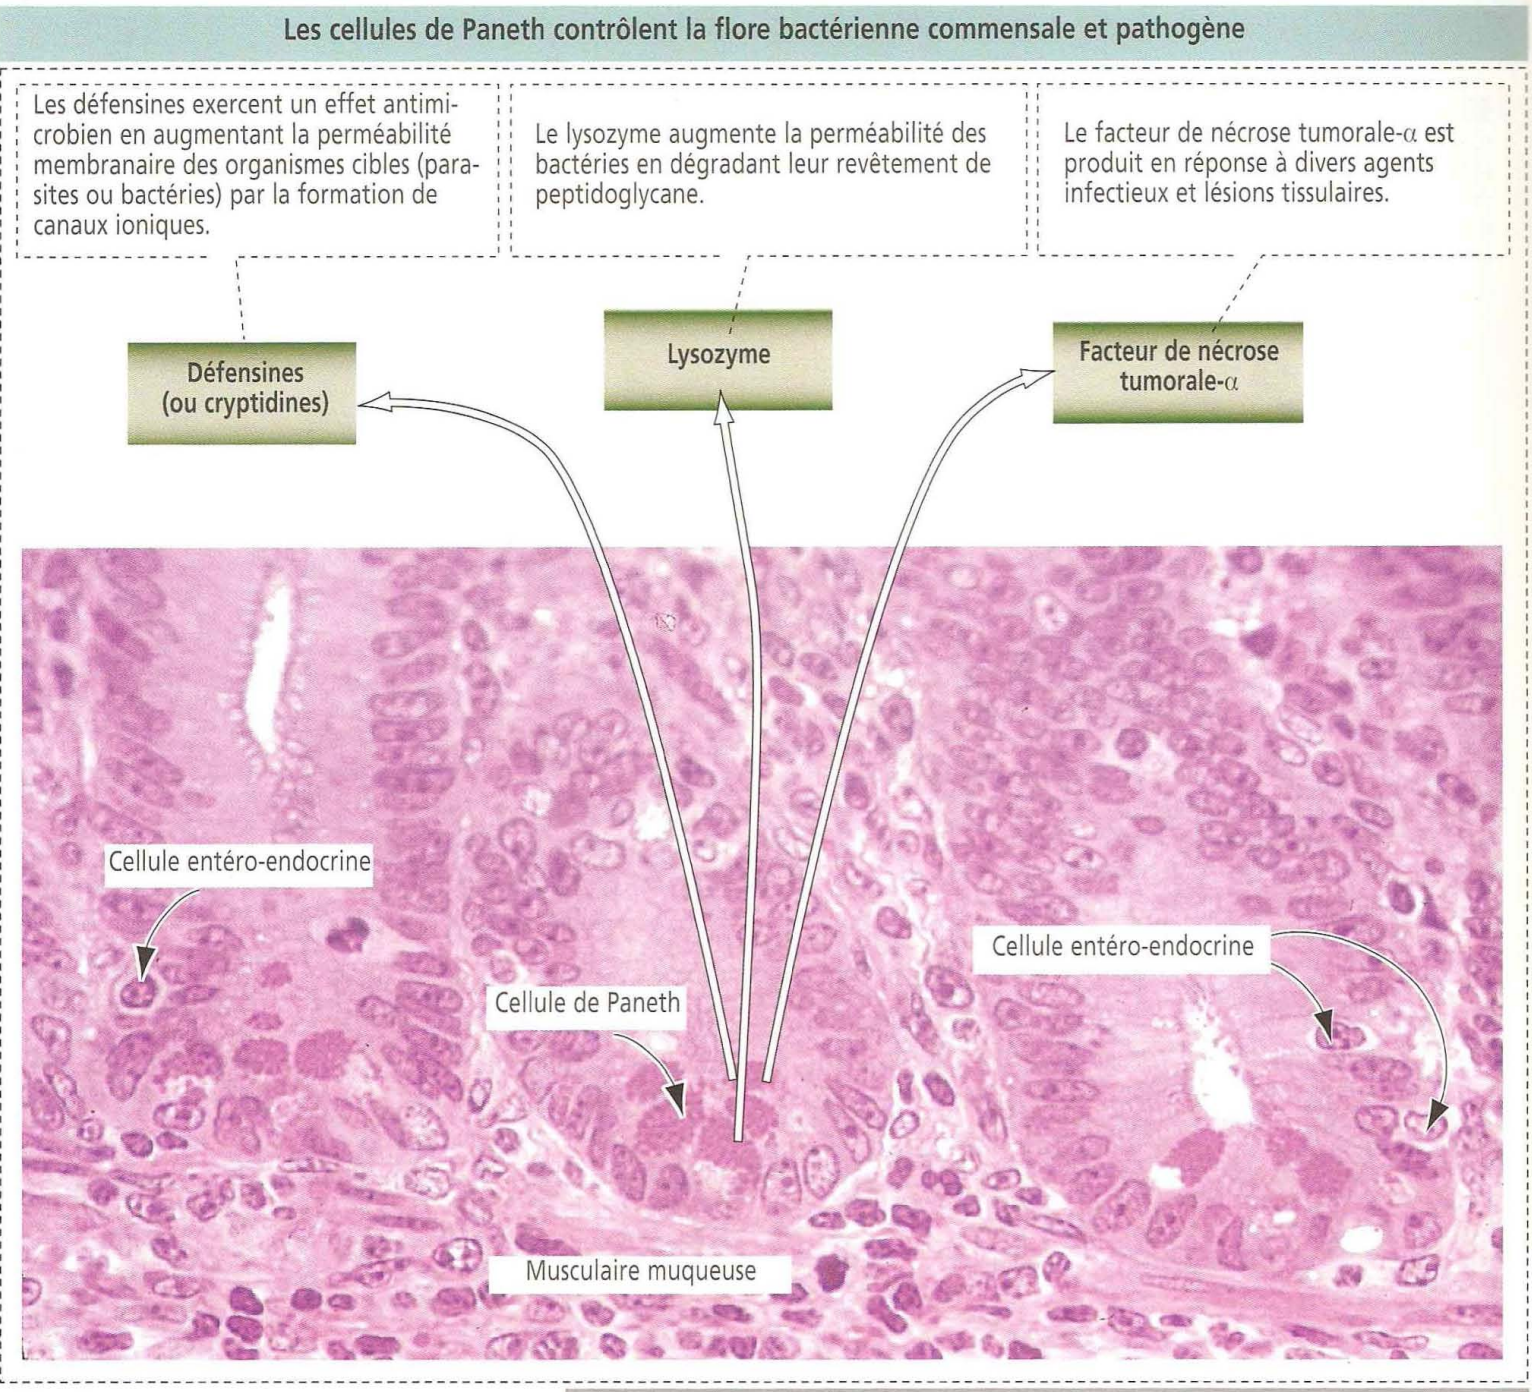 Les cellules de Paneth contrôlent la flore bactérienne commensale et pathogène
Les défensines exercent un effet antimi-
crobien en augmentant la perméabilité
membranaire des organismes cibles (para-
sites ou bactéries) par la formation de
canaux ioniques.
Le lysozyme augmente la perméabilité des
bactéries en dégradant leur revêtement de
peptidoglycane.
Le facteur de nécrose tumorale-α est
produit en réponse à divers agents
infectieux et lésions tissulaires.
Défensines
(ou cryptidines)
Lysozyme
Facteur de nécrose
tumorale-α
Cellule entéro-endocrine
Cellule entéro-endocrine
Cellule de Paneth
Musculaire muqueuse